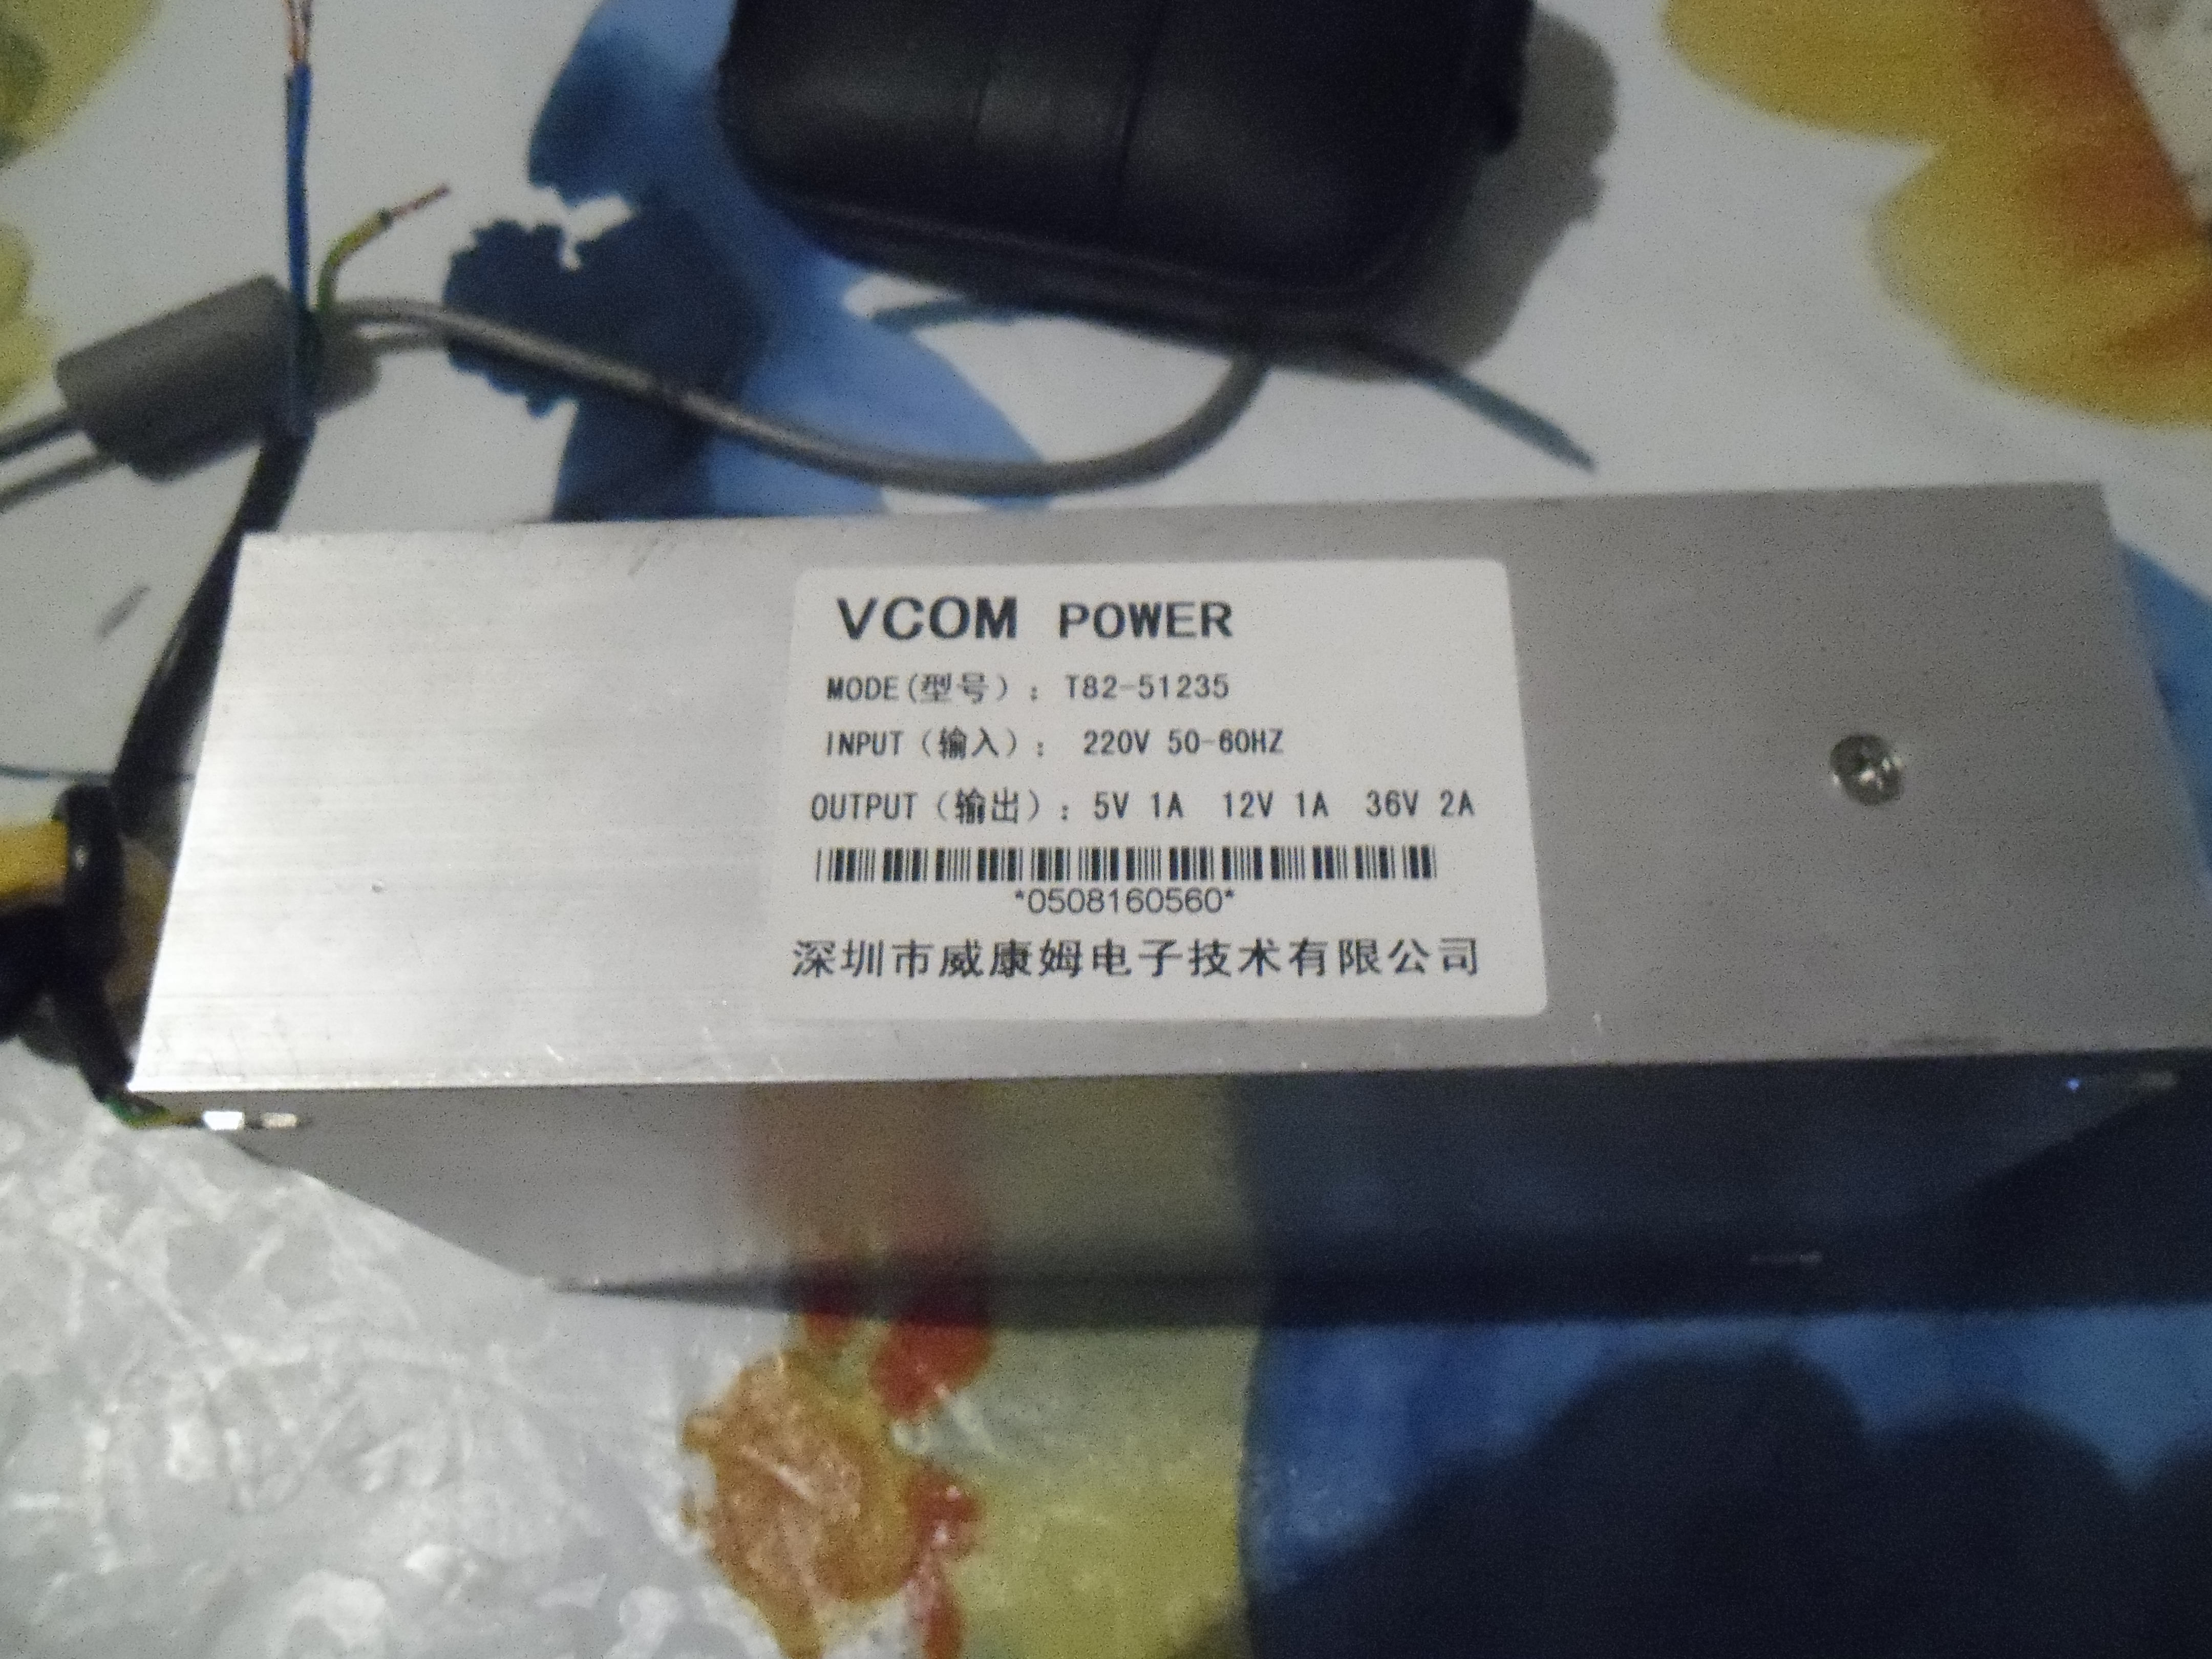 VCOM POWER
MODE(型号)：T82-51235
INPUT（输入）： 220V 50-60HZ
OUTPUT（输出）：5V 1A 12V 1A 36V 2A
*0508160560*
深圳市威康姆电子技术有限公司